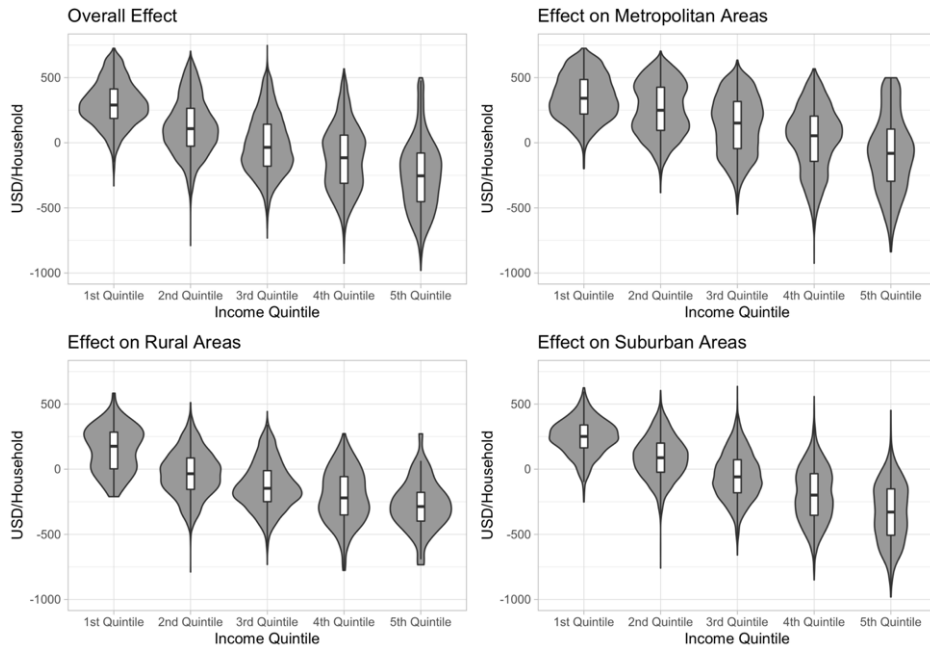 Overall Effect
USD/Household
500
0
-500
-1000
1st Quintile 2nd Quintile 3rd Quintile 4th Quintile 5th Quintile
Income Quintile
Effect on Metropolitan Areas
USD/Household
500
0
-500
-1000
1st Quintile 2nd Quintile 3rd Quintile 4th Quintile 5th Quintile
Income Quintile
Effect on Rural Areas
USD/Household
500
0
-500
-1000
1st Quintile 2nd Quintile 3rd Quintile 4th Quintile 5th Quintile
Income Quintile
Effect on Suburban Areas
USD/Household
500
0
-500
-1000
1st Quintile 2nd Quintile 3rd Quintile 4th Quintile 5th Quintile
Income Quintile